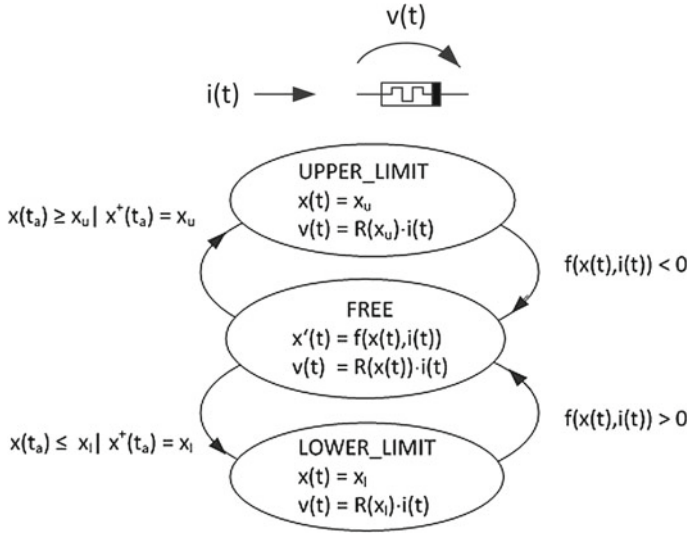 v(t)
i(t)
UPPER_LIMIT
x(t) = xᵤ
v(t) = R(xᵤ)·i(t)
x(tₐ) ≥ xᵤ | x⁺(tₐ) = xᵤ
f(x(t),i(t)) < 0
FREE
x′(t) = f(x(t),i(t))
v(t) = R(x(t))·i(t)
x(tₐ) ≤ xₗ | x⁺(tₐ) = xₗ
f(x(t),i(t)) > 0
LOWER_LIMIT
x(t) = xₗ
v(t) = R(xₗ)·i(t)